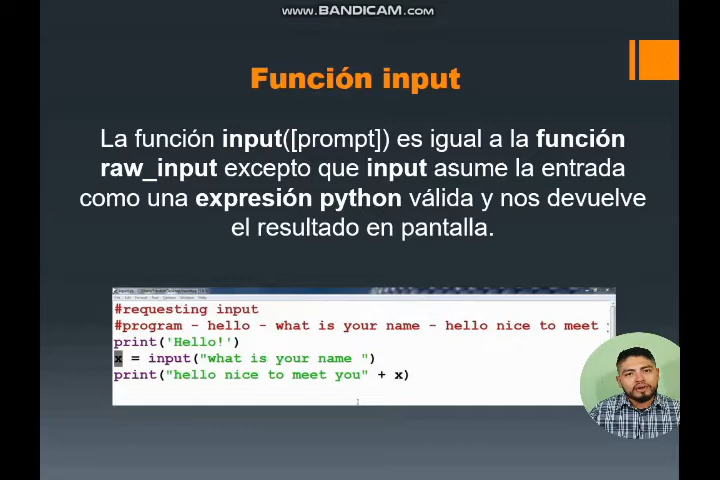 WWW.BANDICAM.COM
Función input
La función input([prompt]) es igual a la función
raw_input excepto que input asume la entrada
como una expresión python válida y nos devuelve
el resultado en pantalla.
#requesting input
#program - hello - what is your name - hello nice to meet
print('Hello!')
x = input("what is your name ")
print("hello nice to meet you" + x)